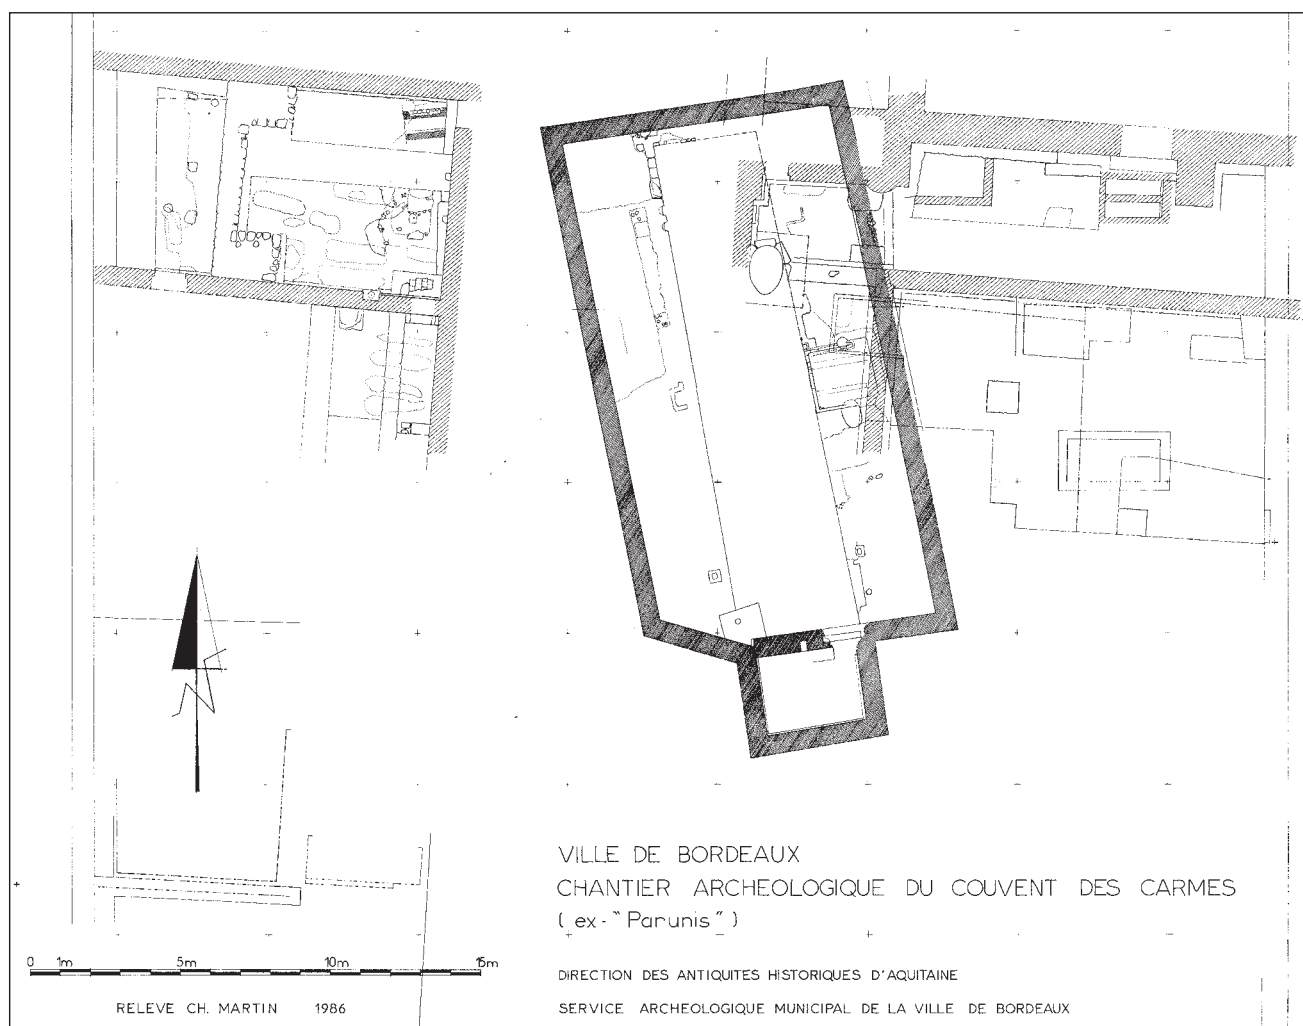 VILLE DE BORDEAUX
CHANTIER ARCHEOLOGIQUE DU COUVENT DES CARMES
( ex-"Parunis")
0 1m 5m 10m 15m
DIRECTION DES ANTIQUITES HISTORIQUES D'AQUITAINE
RELEVE CH. MARTIN 1986
SERVICE ARCHEOLOGIQUE MUNICIPAL DE LA VILLE DE BORDEAUX